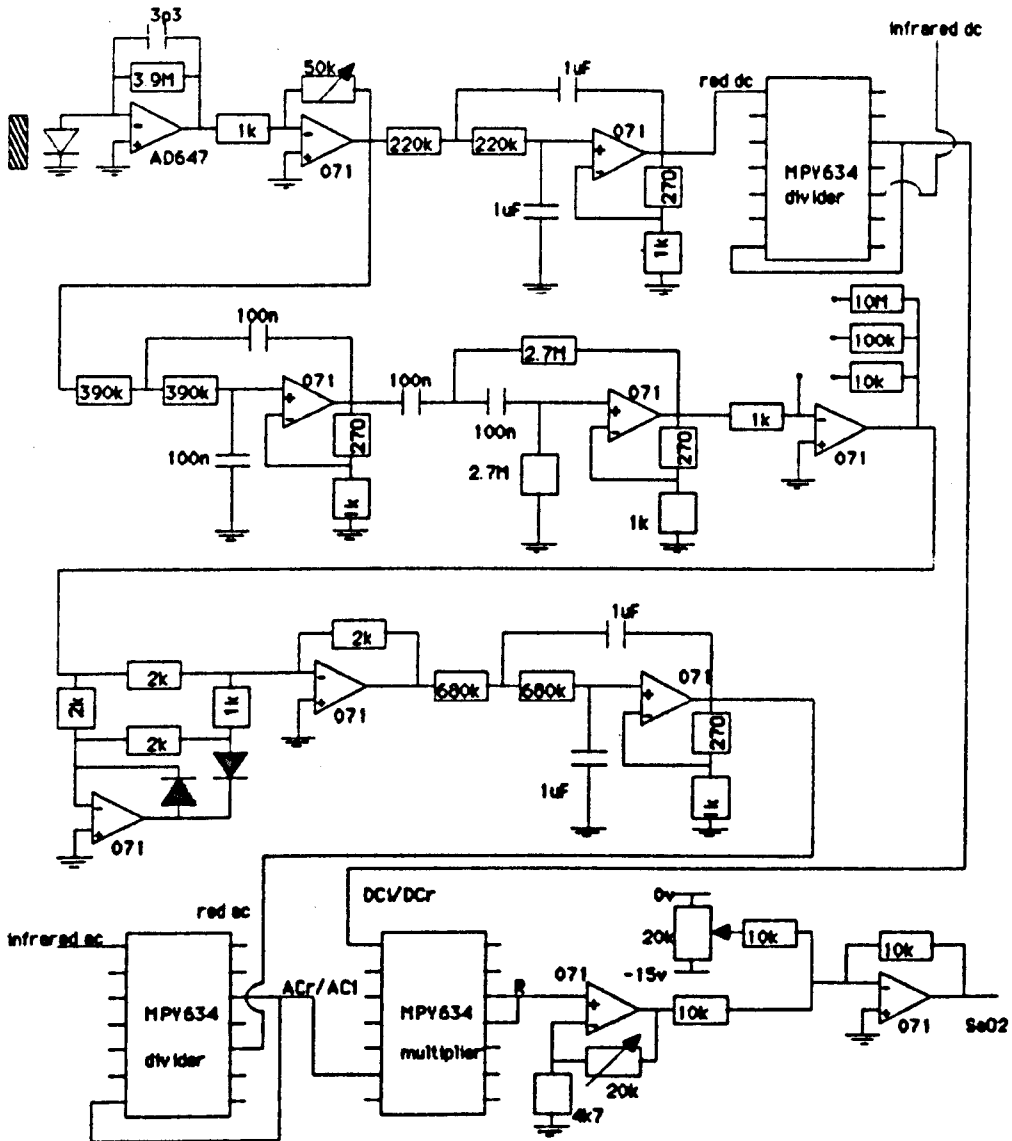 3p3
3.9M
AD647
1k
50k
071
220k
220k
1uF
1uF
071
270
1k
red dc
infrared dc
MPY634
divider
390k
390k
100n
100n
071
270
1k
100n
100n
2.7M
2.7M
071
270
1k
1k
071
10M
100k
10k
2k
2k
1k
2k
071
2k
071
680k
680k
1uF
1uF
071
270
1k
infrared ac
red ac
MPY634
divider
ACr/ACi
DCi/DCr
MPY634
multiplier
R
071
4k7
20k
0v
20k
-15v
10k
10k
10k
071
SaO2